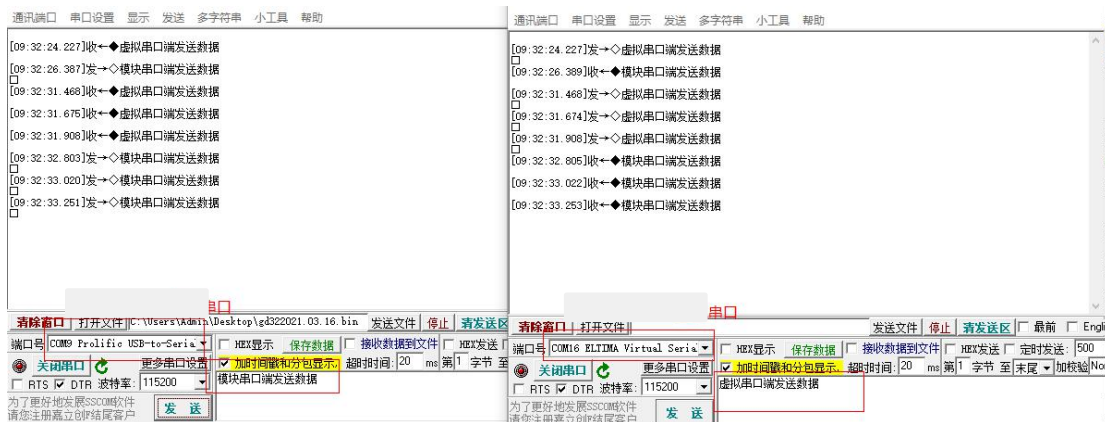 通讯端口 串口设置 显示 发送 多字符串 小工具 帮助
[09:32:24.227]收←◆虚拟串口端发送数据
[09:32:26.387]发→◇模块串口端发送数据
□
[09:32:31.468]收←◆虚拟串口端发送数据
[09:32:31.675]收←◆虚拟串口端发送数据
[09:32:31.908]收←◆虚拟串口端发送数据
[09:32:32.803]发→◇模块串口端发送数据
□
[09:32:33.020]发→◇模块串口端发送数据
□
[09:32:33.251]发→◇模块串口端发送数据
□
串口
清除窗口 打开文件 C:\Users\Admin\Desktop\gd322021.03.16.bin 发送文件 停止 清发送区
端口号 COM9 Prolific USB-to-Seria HEX显示 保存数据 接收数据到文件 HEX发送
关闭串口 更多串口设置 加时间戳和分包显示, 超时时间: 20 ms 第1 字节 至
RTS DTR 波特率: 115200 模块串口端发送数据
为了更好地发展SSCOM软件
请您注册嘉立创F结尾客户 发 送
通讯端口 串口设置 显示 发送 多字符串 小工具 帮助
[09:32:24.227]发→◇虚拟串口端发送数据
□
[09:32:26.389]收←◆模块串口端发送数据
[09:32:31.468]发→◇虚拟串口端发送数据
□
[09:32:31.674]发→◇虚拟串口端发送数据
□
[09:32:31.908]发→◇虚拟串口端发送数据
□
[09:32:32.805]收←◆模块串口端发送数据
[09:32:33.022]收←◆模块串口端发送数据
[09:32:33.253]收←◆模块串口端发送数据
串口
清除窗口 打开文件 发送文件 停止 清发送区 最前 Engli
端口号 COM16 ELTIMA Virtual Seria HEX显示 保存数据 接收数据到文件 HEX发送 定时发送: 500
关闭串口 更多串口设置 加时间戳和分包显示, 超时时间: 20 ms 第1 字节 至 末尾 加校验 Non
RTS DTR 波特率: 115200 虚拟串口端发送数据
为了更好地发展SSCOM软件
请您注册嘉立创F结尾客户 发 送